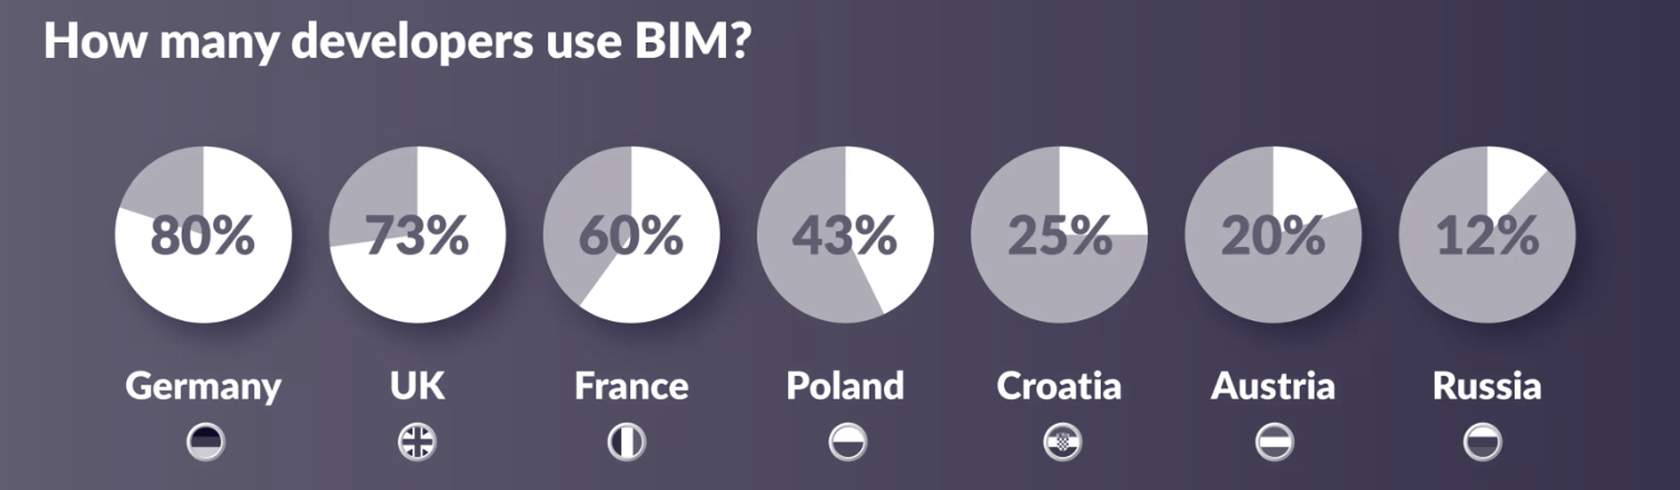 How many developers use BIM?
80% 73% 60% 43% 25% 20% 12%
Germany UK France Poland Croatia Austria Russia